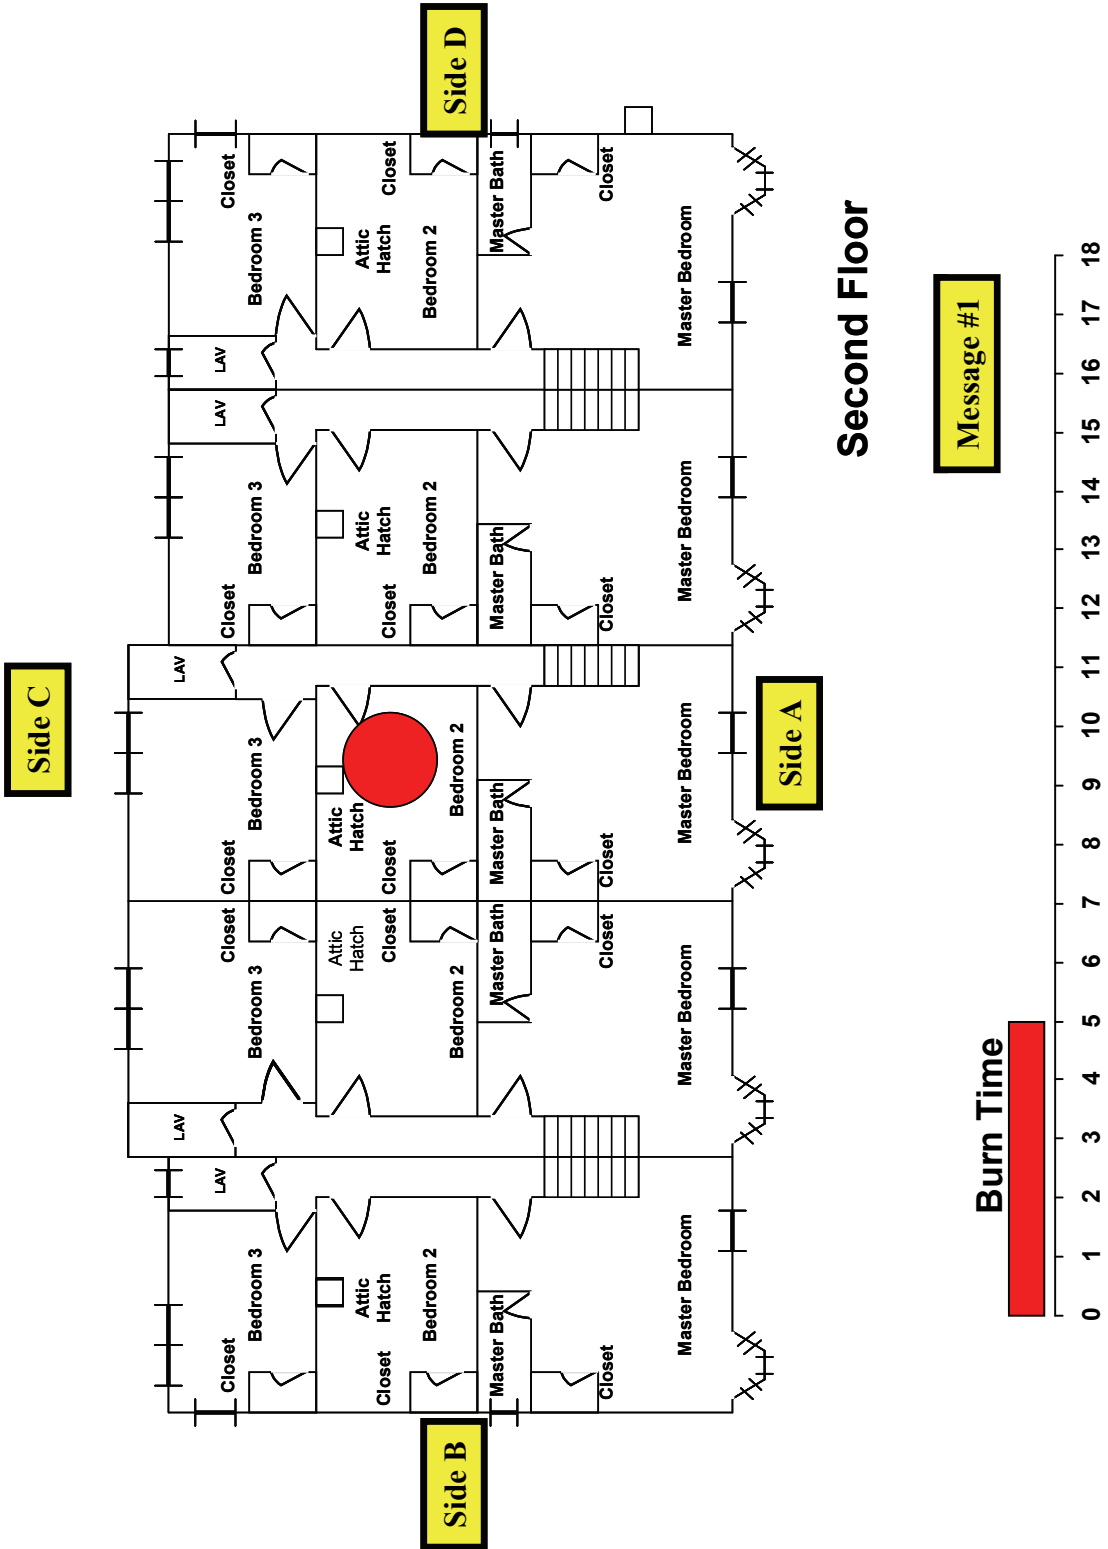 Side C
LAV
LAV
LAV
LAV
LAV
Closet
Closet
Closet
Closet
Closet
Bedroom 3
Bedroom 3
Bedroom 3
Bedroom 3
Bedroom 3
Attic
Hatch
Attic
Hatch
Attic
Hatch
Attic
Hatch
Attic
Hatch
Closet
Closet
Closet
Closet
Closet
Bedroom 2
Bedroom 2
Bedroom 2
Bedroom 2
Bedroom 2
Side B
Side D
Master Bath
Master Bath
Master Bath
Master Bath
Master Bath
Closet
Closet
Closet
Closet
Closet
Master Bedroom
Master Bedroom
Master Bedroom
Master Bedroom
Master Bedroom
Side A
Second Floor
Message #1
Burn Time
0 1 2 3 4 5 6 7 8 9 10 11 12 13 14 15 16 17 18